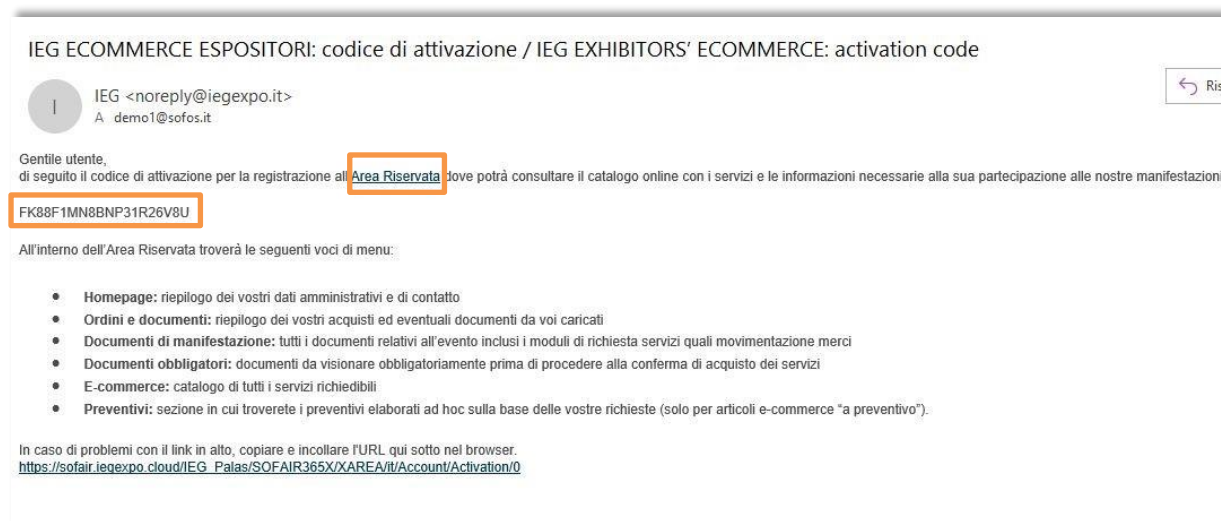 IEG ECOMMERCE ESPOSITORI: codice di attivazione / IEG EXHIBITORS' ECOMMERCE: activation code
I
IEG <noreply@iegexpo.it>
A demo1@sofos.it
Ris
Gentile utente,
di seguito il codice di attivazione per la registrazione all'Area Riservata dove potrà consultare il catalogo online con i servizi e le informazioni necessarie alla sua partecipazione alle nostre manifestazioni
FK88F1MN8BNP31R26V8U
All'interno dell'Area Riservata troverà le seguenti voci di menu:
● Homepage: riepilogo dei vostri dati amministrativi e di contatto
● Ordini e documenti: riepilogo dei vostri acquisti ed eventuali documenti da voi caricati
● Documenti di manifestazione: tutti i documenti relativi all'evento inclusi i moduli di richiesta servizi quali movimentazione merci
● Documenti obbligatori: documenti da visionare obbligatoriamente prima di procedere alla conferma di acquisto dei servizi
● E-commerce: catalogo di tutti i servizi richiedibili
● Preventivi: sezione in cui troverete i preventivi elaborati ad hoc sulla base delle vostre richieste (solo per articoli e-commerce "a preventivo").
In caso di problemi con il link in alto, copiare e incollare l'URL qui sotto nel browser.
https://sofair.iegexpo.cloud/IEG_Palas/SOFAIR365X/XAREA/it/Account/Activation/0